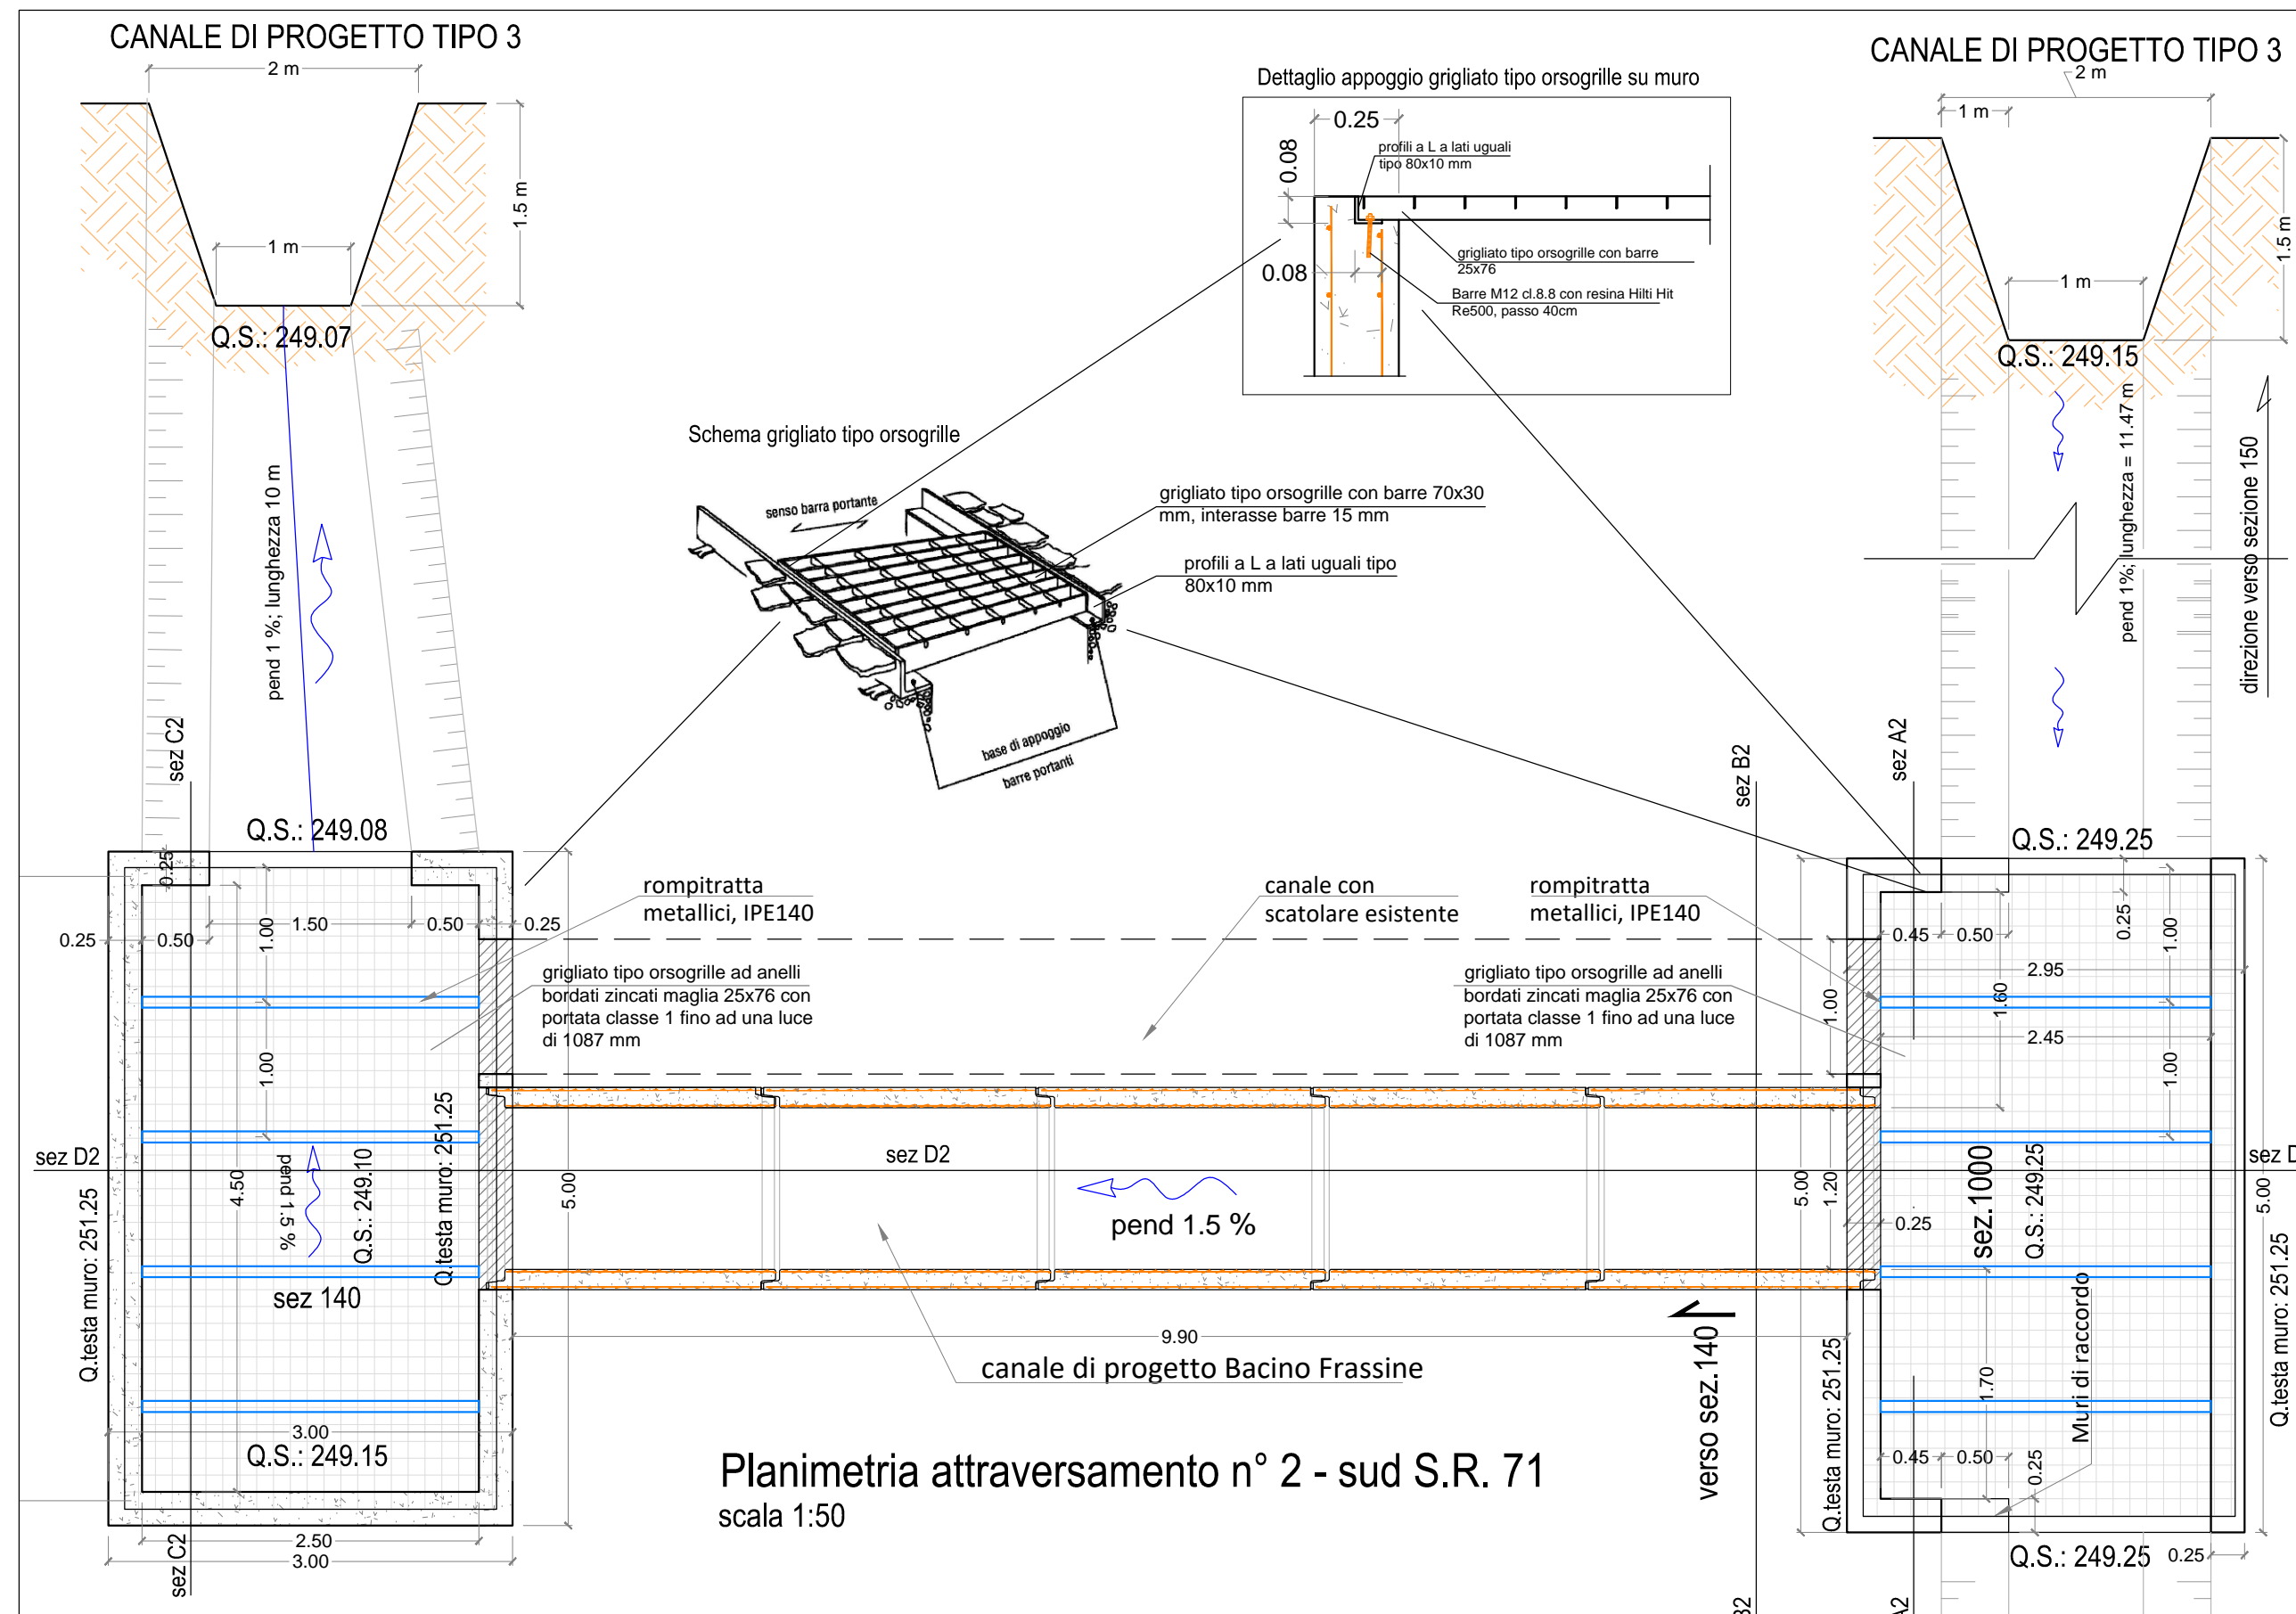 CANALE DI PROGETTO TIPO 3
2 m
1.5 m
1 m
Q.S.: 249.07
pend 1 %; lunghezza 10 m
sez C2
Q.S.: 249.08
Dettaglio appoggio grigliato tipo orsogrille su muro
0.25
0.08
profili a L a lati uguali
tipo 80x10 mm
0.08
grigliato tipo orsogrille con barre
25x76
Barre M12 cl.8.8 con resina Hilti Hit
Re500, passo 40cm
Schema grigliato tipo orsogrille
senso barra portante
grigliato tipo orsogrille con barre 70x30
mm, interasse barre 15 mm
profili a L a lati uguali tipo
80x10 mm
base di appoggio
barre portanti
CANALE DI PROGETTO TIPO 3
2 m
1 m
1.5 m
1 m
Q.S.: 249.15
pend 1%; lunghezza = 11.47 m
direzione verso sezione 150
sez B2
sez A2
Q.S.: 249.25
0.25
0.25
0.50
1.50
0.50
0.25
1.00
1.00
rompitratta
metallici, IPE140
grigliato tipo orsogrille ad anelli
bordati zincati maglia 25x76 con
portata classe 1 fino ad una luce
di 1087 mm
canale con
scatolare esistente
rompitratta
metallici, IPE140
grigliato tipo orsogrille ad anelli
bordati zincati maglia 25x76 con
portata classe 1 fino ad una luce
di 1087 mm
0.45
0.50
0.25
1.00
2.95
1.60
1.00
2.45
1.00
sez D2
Q.testa muro: 251.25
4.50
pend 1.5 %
Q.S.: 249.10
Q.testa muro: 251.25
sez 140
5.00
sez D2
pend 1.5 %
5.00
1.20
0.25
sez.1000
Q.S.: 249.25
sez D
5.00
Q.testa muro: 251.25
9.90
canale di progetto Bacino Frassine
verso sez.140
Q.testa muro: 251.25
1.70
Muri di raccordo
0.45
0.50
0.25
3.00
Q.S.: 249.15
2.50
3.00
sez C2
Planimetria attraversamento n° 2 - sud S.R. 71
scala 1:50
Q.S.: 249.25
0.25
B2
A2